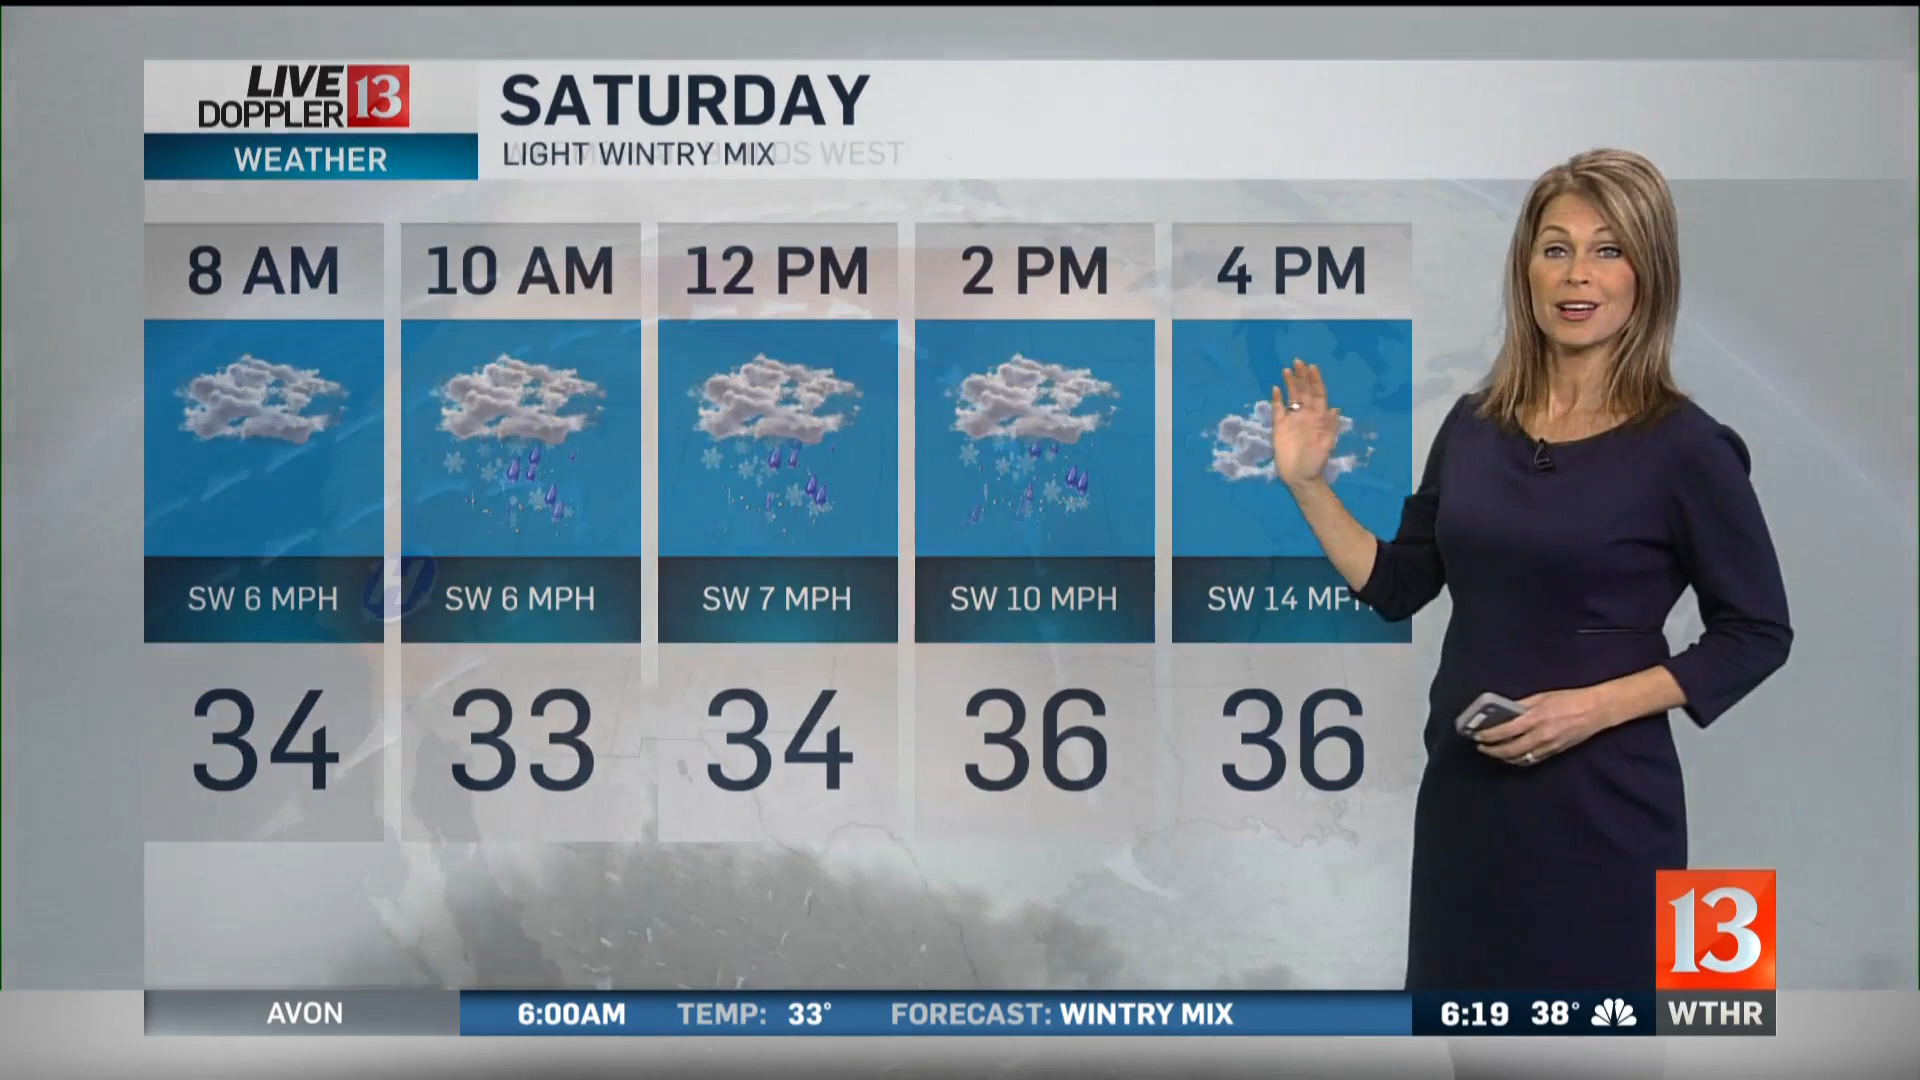 LIVE
DOPPLER 13
WEATHER
SATURDAY
LIGHT WINTRY MIX
8 AM
10 AM
12 PM
2 PM
4 PM
H
SW 6 MPH
SW 6 MPH
SW 7 MPH
SW 10 MPH
SW 14 MPH
34
33
34
36
36
13
AVON
6:00AM TEMP: 33° FORECAST: WINTRY MIX
6:19 38°
WTHR